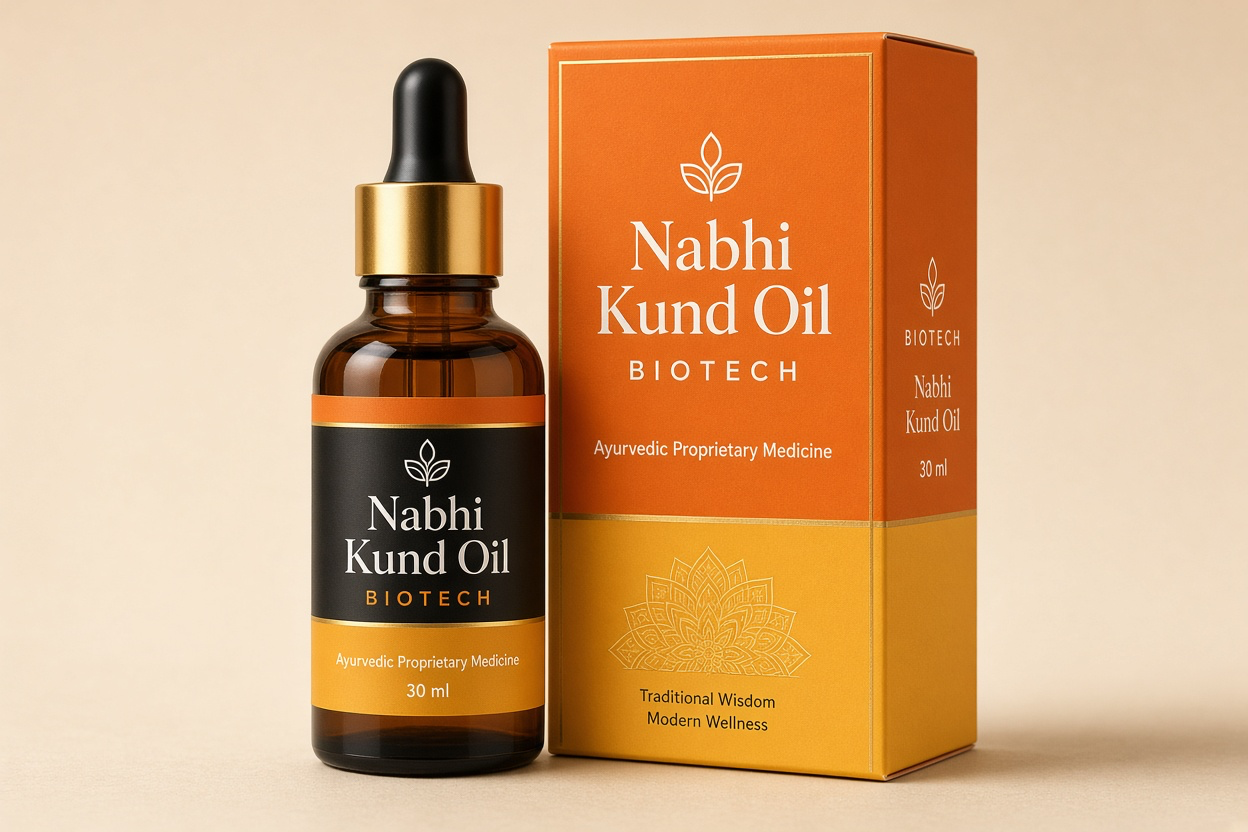 Nabhi
Kund Oil
BIOTECH
Ayurvedic Proprietary Medicine
30 ml
Nabhi
Kund Oil
BIOTECH
Ayurvedic Proprietary Medicine
Traditional Wisdom
Modern Wellness
BIOTECH
Nabhi
Kund Oil
30 ml